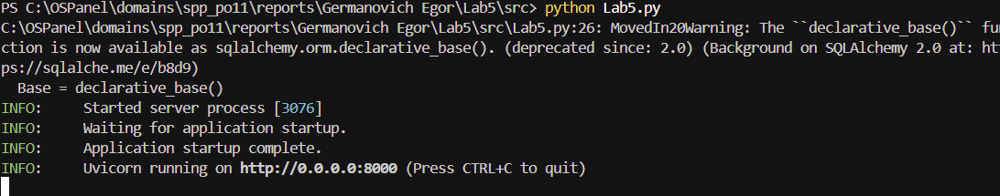 PS C:\OSPanel\domains\spp_po11\reports\Germanovich Egor\Lab5\src> python Lab5.py
C:\OSPanel\domains\spp_po11\reports\Germanovich Egor\Lab5\src\Lab5.py:26: MovedIn20Warning: The ``declarative_base()`` fun
ction is now available as sqlalchemy.orm.declarative_base(). (deprecated since: 2.0) (Background on SQLAlchemy 2.0 at: htt
ps://sqlalche.me/e/b8d9)
  Base = declarative_base()
INFO:     Started server process [3076]
INFO:     Waiting for application startup.
INFO:     Application startup complete.
INFO:     Uvicorn running on http://0.0.0.0:8000 (Press CTRL+C to quit)